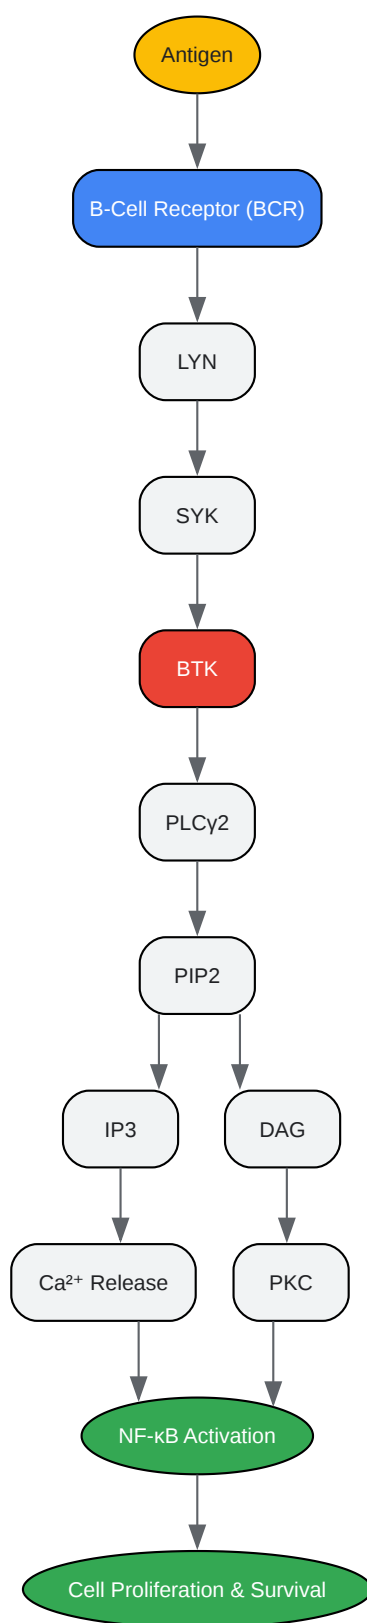 Antigen
B-Cell Receptor (BCR)
LYN
SYK
BTK
PLCγ2
PIP2
IP3
DAG
Ca²⁺ Release
PKC
NF-κB Activation
Cell Proliferation & Survival